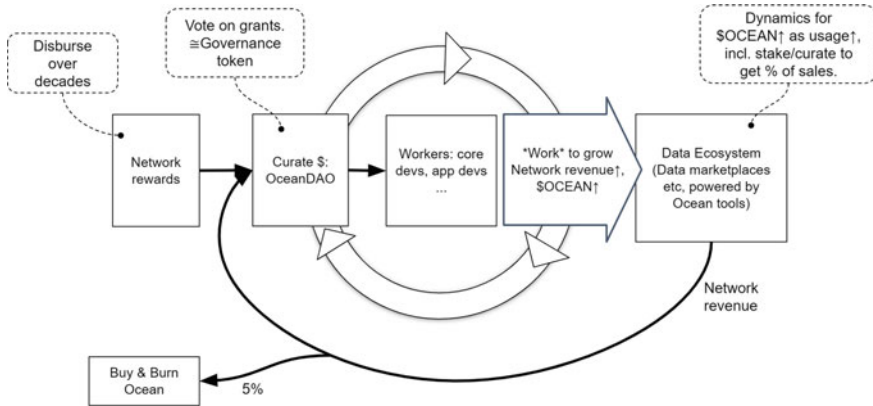 Disburse
over
decades
Vote on grants.
≅Governance
token
Dynamics for
$OCEAN↑ as usage↑,
incl. stake/curate to
get % of sales.
Network
rewards
Curate $:
OceanDAO
Workers: core
devs, app devs
...
*Work* to grow
Network revenue↑,
$OCEAN↑
Data Ecosystem
(Data marketplaces
etc, powered by
Ocean tools)
Network
revenue
Buy & Burn
Ocean
5%